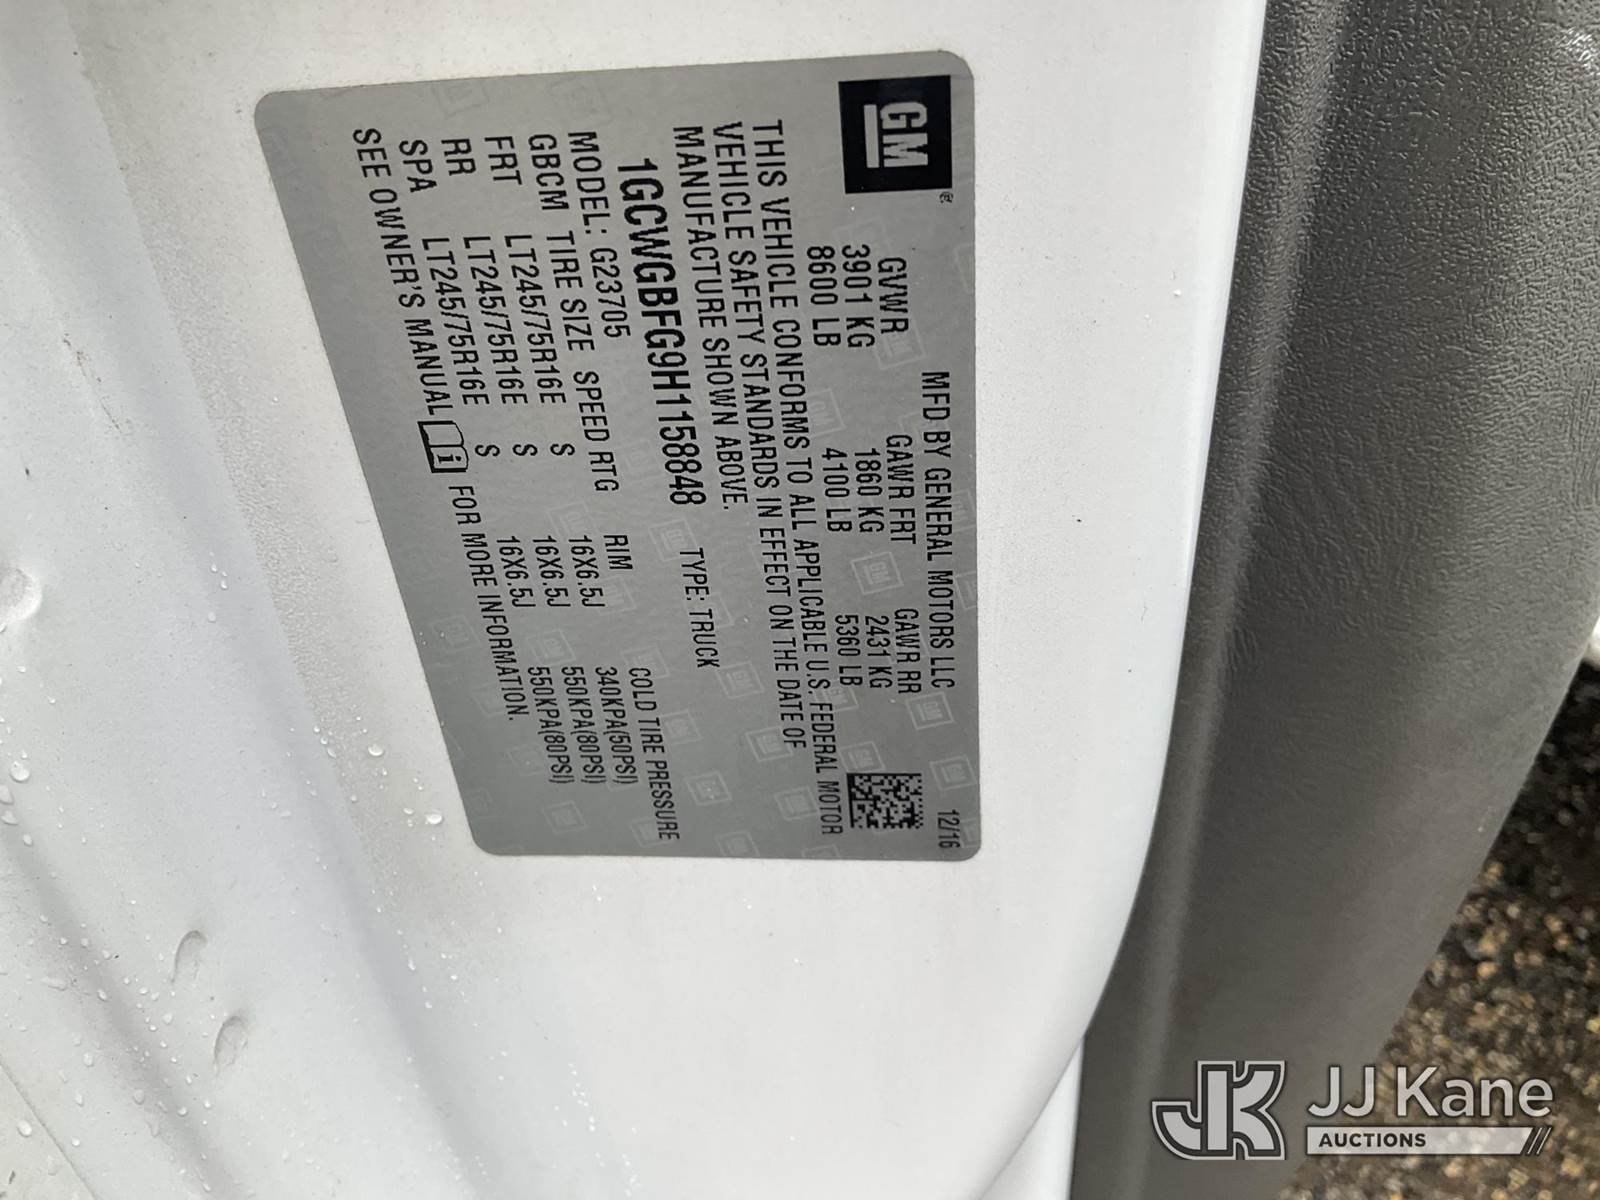 GM®
MFD BY GENERAL MOTORS LLC 12/16
GVWR GAWR FRT GAWR RR
3901 KG 1860 KG 2431 KG
8600 LB 4100 LB 5360 LB
THIS VEHICLE CONFORMS TO ALL APPLICABLE U.S. FEDERAL MOTOR
VEHICLE SAFETY STANDARDS IN EFFECT ON THE DATE OF
MANUFACTURE SHOWN ABOVE.
1GCWGBFG9H1158848 TYPE: TRUCK
MODEL: G23705
GBCM TIRE SIZE SPEED RTG RIM COLD TIRE PRESSURE
FRT LT245/75R16E S 16X6.5J 340KPA(50PSI)
RR LT245/75R16E S 16X6.5J 550KPA(80PSI)
SPA LT245/75R16E S 16X6.5J 550KPA(80PSI)
SEE OWNER'S MANUAL i FOR MORE INFORMATION.
JK JJ Kane
AUCTIONS